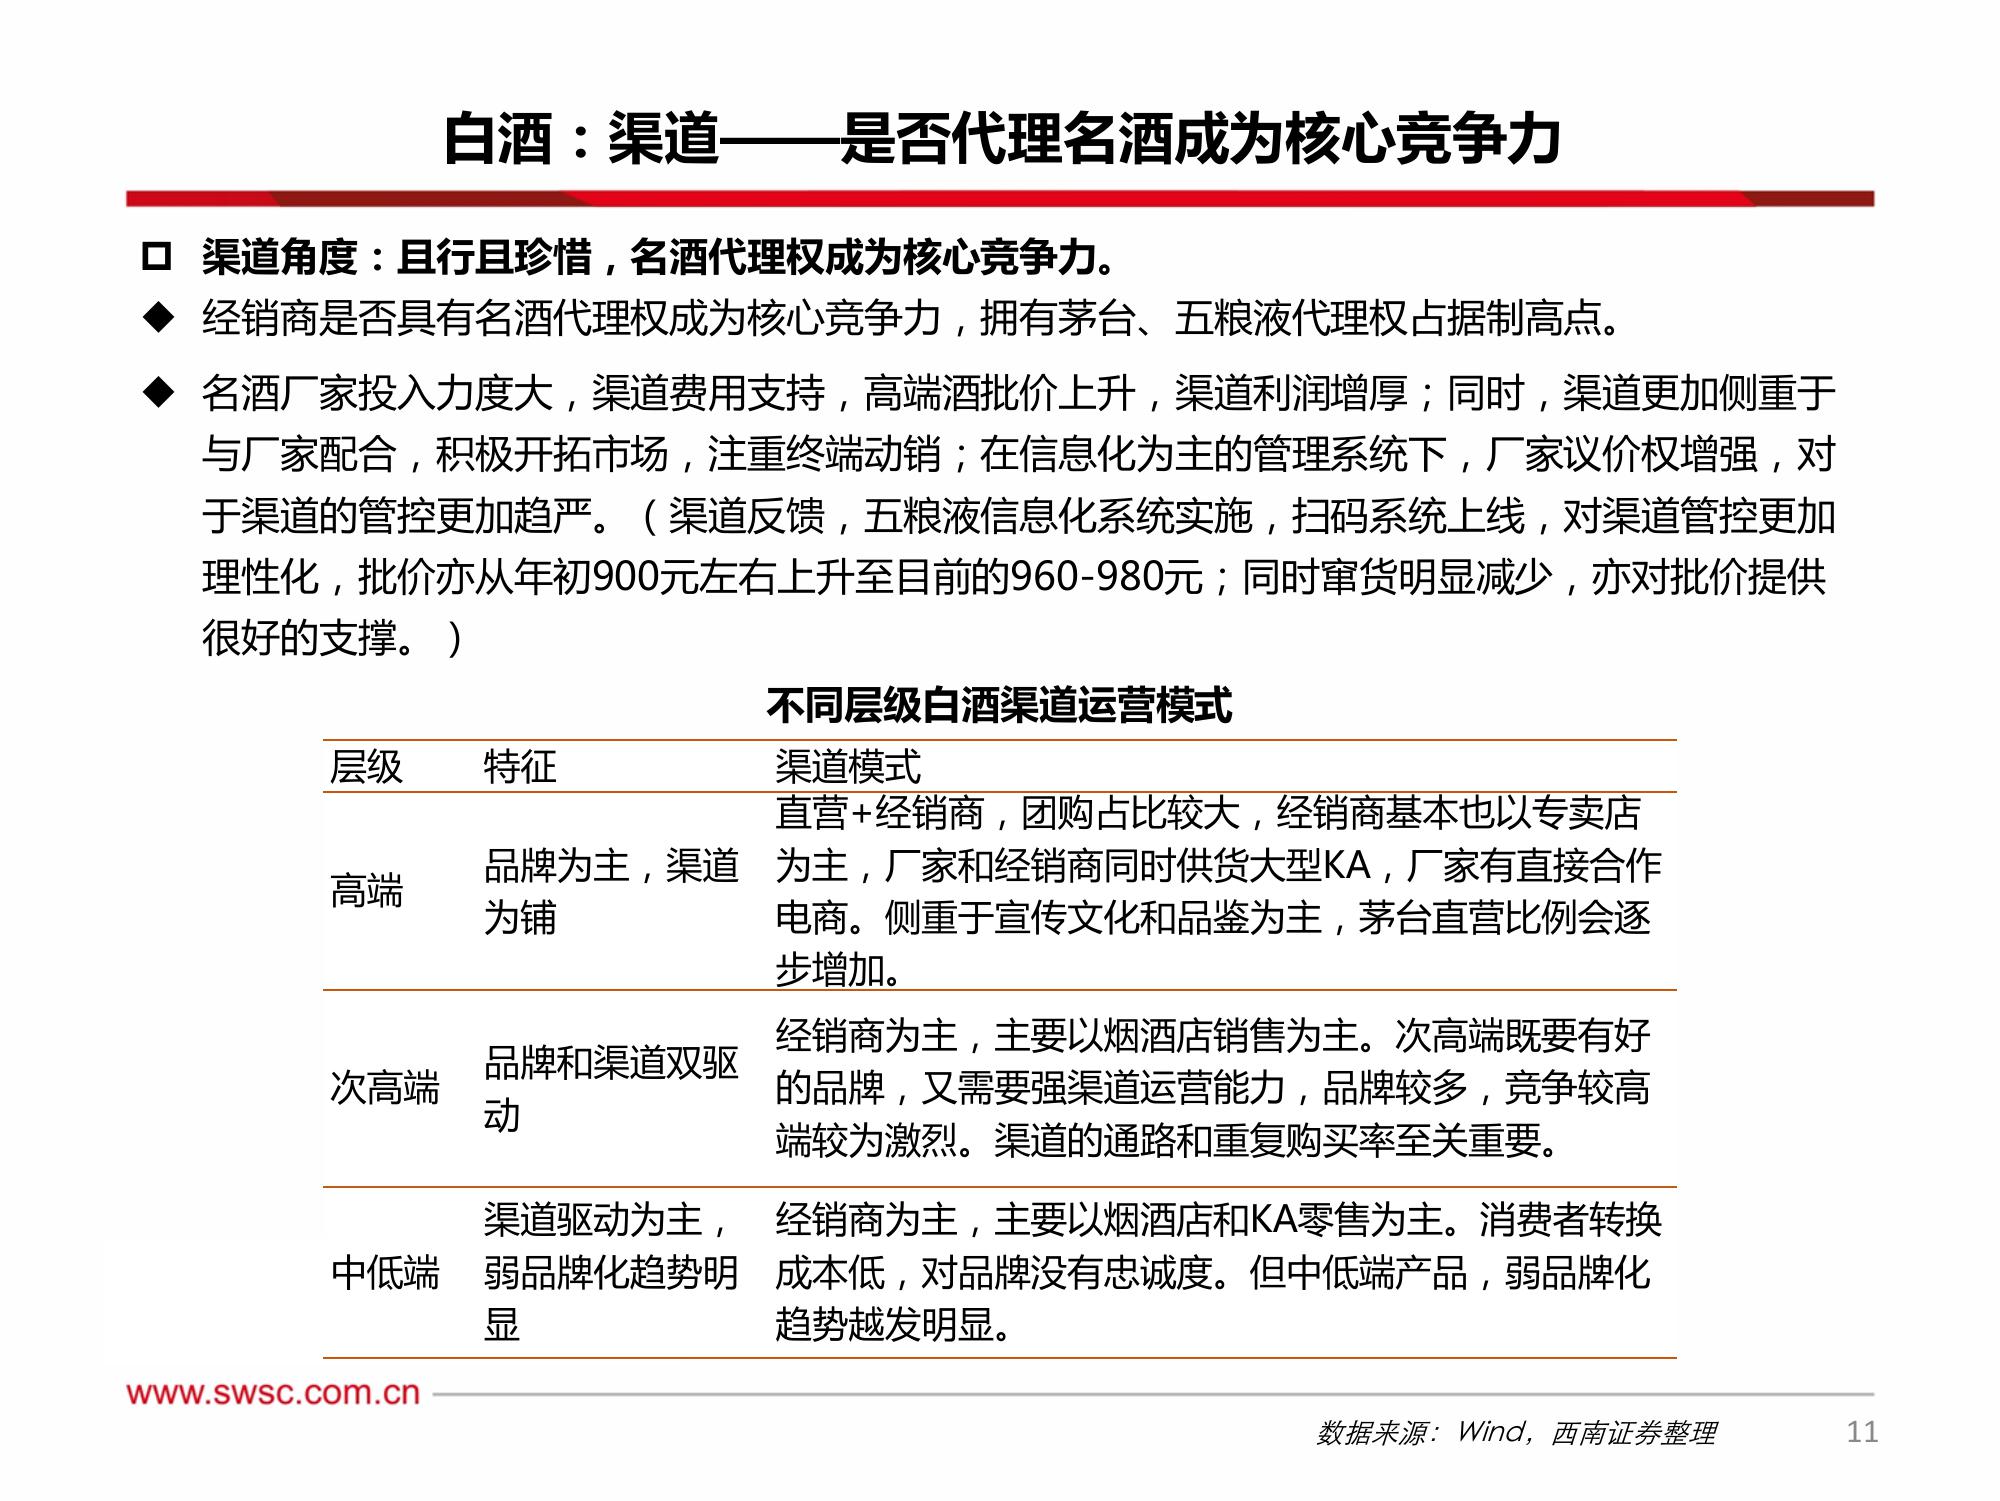 白酒：渠道——是否代理名酒成为核心竞争力
渠道角度：且行且珍惜，名酒代理权成为核心竞争力。
经销商是否具有名酒代理权成为核心竞争力，拥有茅台、五粮液代理权占据制高点。
名酒厂家投入力度大，渠道费用支持，高端酒批价上升，渠道利润增厚；同时，渠道更加侧重于
与厂家配合，积极开拓市场，注重终端动销；在信息化为主的管理系统下，厂家议价权增强，对
于渠道的管控更加趋严。（渠道反馈，五粮液信息化系统实施，扫码系统上线，对渠道管控更加
理性化，批价亦从年初900元左右上升至目前的960-980元；同时窜货明显减少，亦对批价提供
很好的支撑。）
不同层级白酒渠道运营模式
层级 特征 渠道模式
高端
品牌为主，渠道
为铺
直营+经销商，团购占比较大，经销商基本也以专卖店
为主，厂家和经销商同时供货大型KA，厂家有直接合作
电商。侧重于宣传文化和品鉴为主，茅台直营比例会逐
步增加。
次高端
品牌和渠道双驱
动
经销商为主，主要以烟酒店销售为主。次高端既要有好
的品牌，又需要强渠道运营能力，品牌较多，竞争较高
端较为激烈。渠道的通路和重复购买率至关重要。
中低端
渠道驱动为主，
弱品牌化趋势明
显
经销商为主，主要以烟酒店和KA零售为主。消费者转换
成本低，对品牌没有忠诚度。但中低端产品，弱品牌化
趋势越发明显。
www.swsc.com.cn
数据来源：Wind，西南证券整理
11